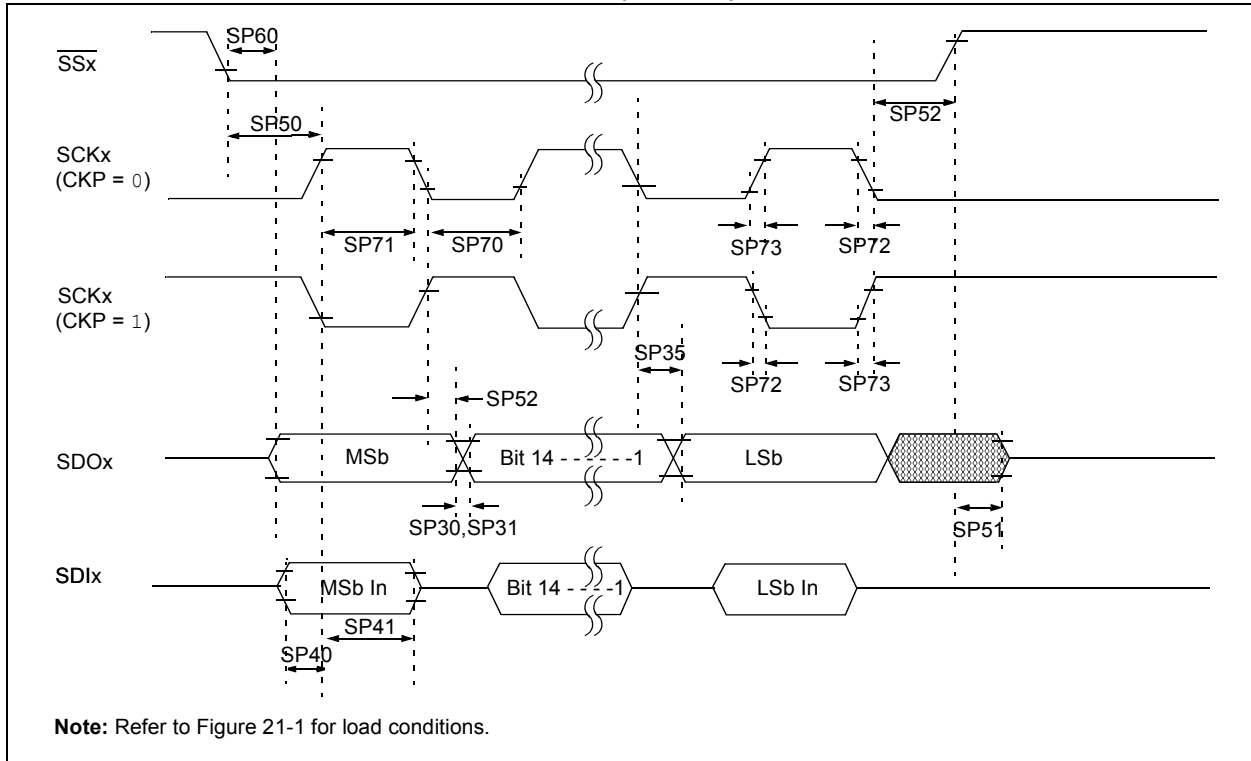 SP60
SSx
SP50
SP52
SCKx
(CKP = 0)
SP71
SP70
SP73
SP72
SCKx
(CKP = 1)
SP35
SP72
SP73
SP52
SDOx
MSb
Bit 14 - - - - - -1
LSb
SP30,SP31
SP51
SDIx
MSb In
Bit 14 - - - -1
LSb In
SP41
SP40
Note: Refer to Figure 21-1 for load conditions.